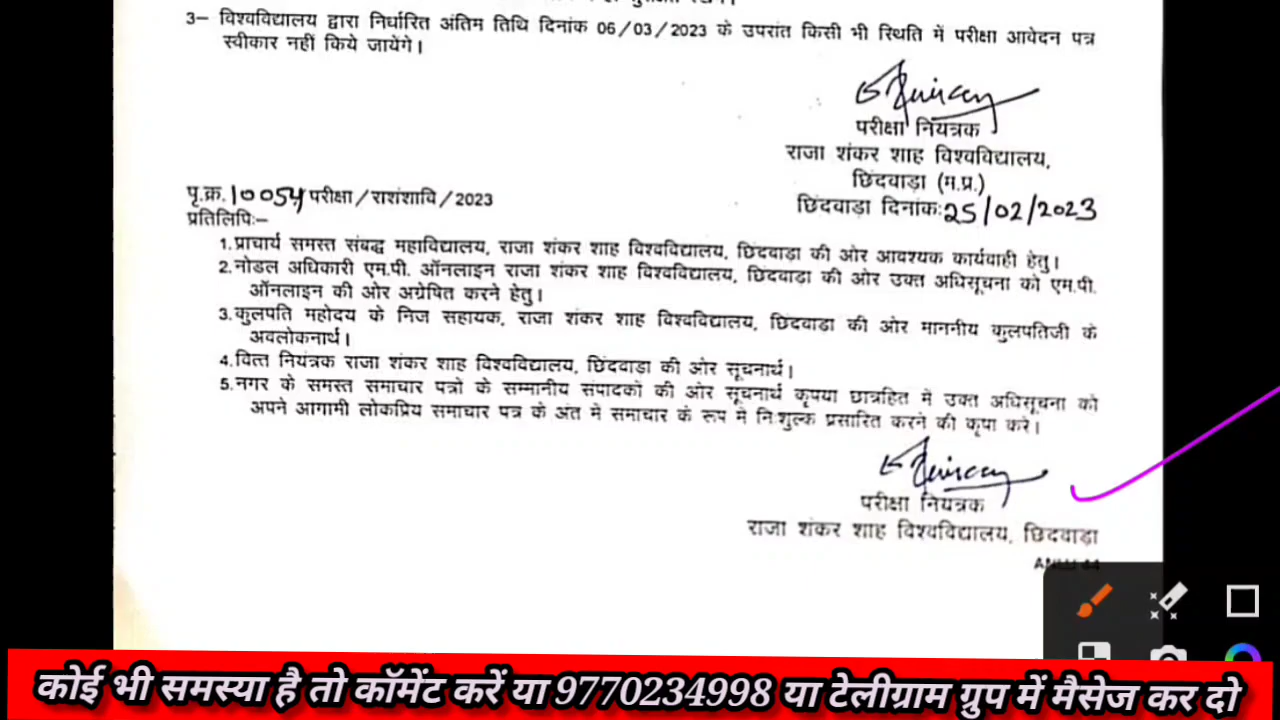 3– विश्वविद्यालय द्वारा निर्धारित अंतिम तिथि दिनांक 06/03/2023 के उपरांत किसी भी स्थिति में परीक्षा आवेदन पत्र
स्वीकार नहीं किये जायेंगे।
परीक्षा नियत्रक
राजा शंकर शाह विश्वविद्यालय,
छिंदवाड़ा (म.प्र.)
पृ.क्र. 10054 परीक्षा/राशंशावि/2023
छिंदवाड़ा दिनांक: 25/02/2023
प्रतिलिपिः–
1. प्राचार्य समस्त संबद्ध महाविद्यालय, राजा शंकर शाह विश्वविद्यालय, छिंदवाड़ा की ओर आवश्यक कार्यवाही हेतु।
2. नोडल अधिकारी एम.पी. ऑनलाइन राजा शंकर शाह विश्वविद्यालय, छिंदवाड़ा की ओर उक्त अधिसूचना को एम.पी.
ऑनलाइन की ओर अग्रेषित करने हेतु।
3. कुलपति महोदय के निज सहायक, राजा शंकर शाह विश्वविद्यालय, छिंदवाडा की ओर माननीय कुलपतिजी के
अवलोकनार्थ।
4. वित्त नियंत्रक राजा शंकर शाह विश्वविद्यालय, छिंदवाड़ा की ओर सूचनार्थ।
5. नगर के समस्त समाचार पत्रो के सम्मानीय संपादकों की ओर सूचनार्थ कृपया छात्रहित में उक्त अधिसूचना को
अपने आगामी लोकप्रिय समाचार पत्र के अंत मे समाचार के रूप मे निःशुल्क प्रसारित करने की कृपा करे।
परीक्षा नियत्रक
राजा शंकर शाह विश्वविद्यालय, छिंदवाड़ा
कोई भी समस्या है तो कॉमेंट करें या 9770234998 या टेलीग्राम ग्रुप में मैसेज कर दो